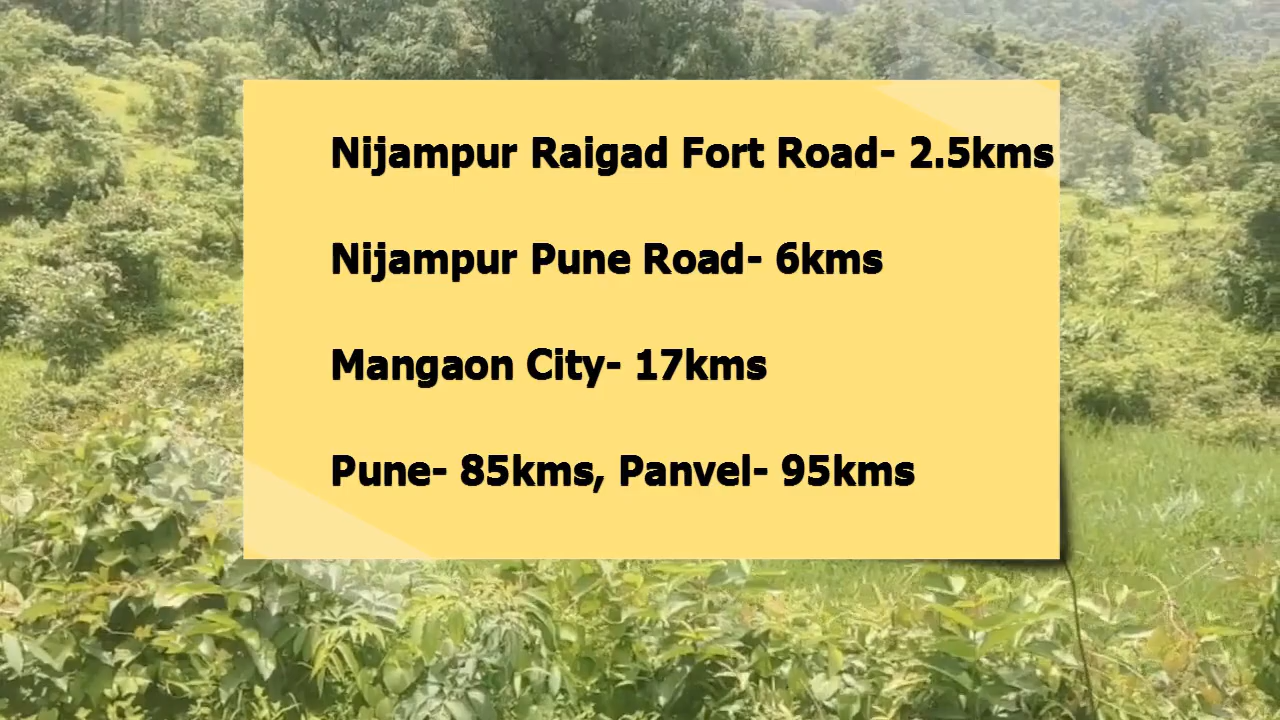 Nijampur Raigad Fort Road- 2.5kms
Nijampur Pune Road- 6kms
Mangaon City- 17kms
Pune- 85kms, Panvel- 95kms